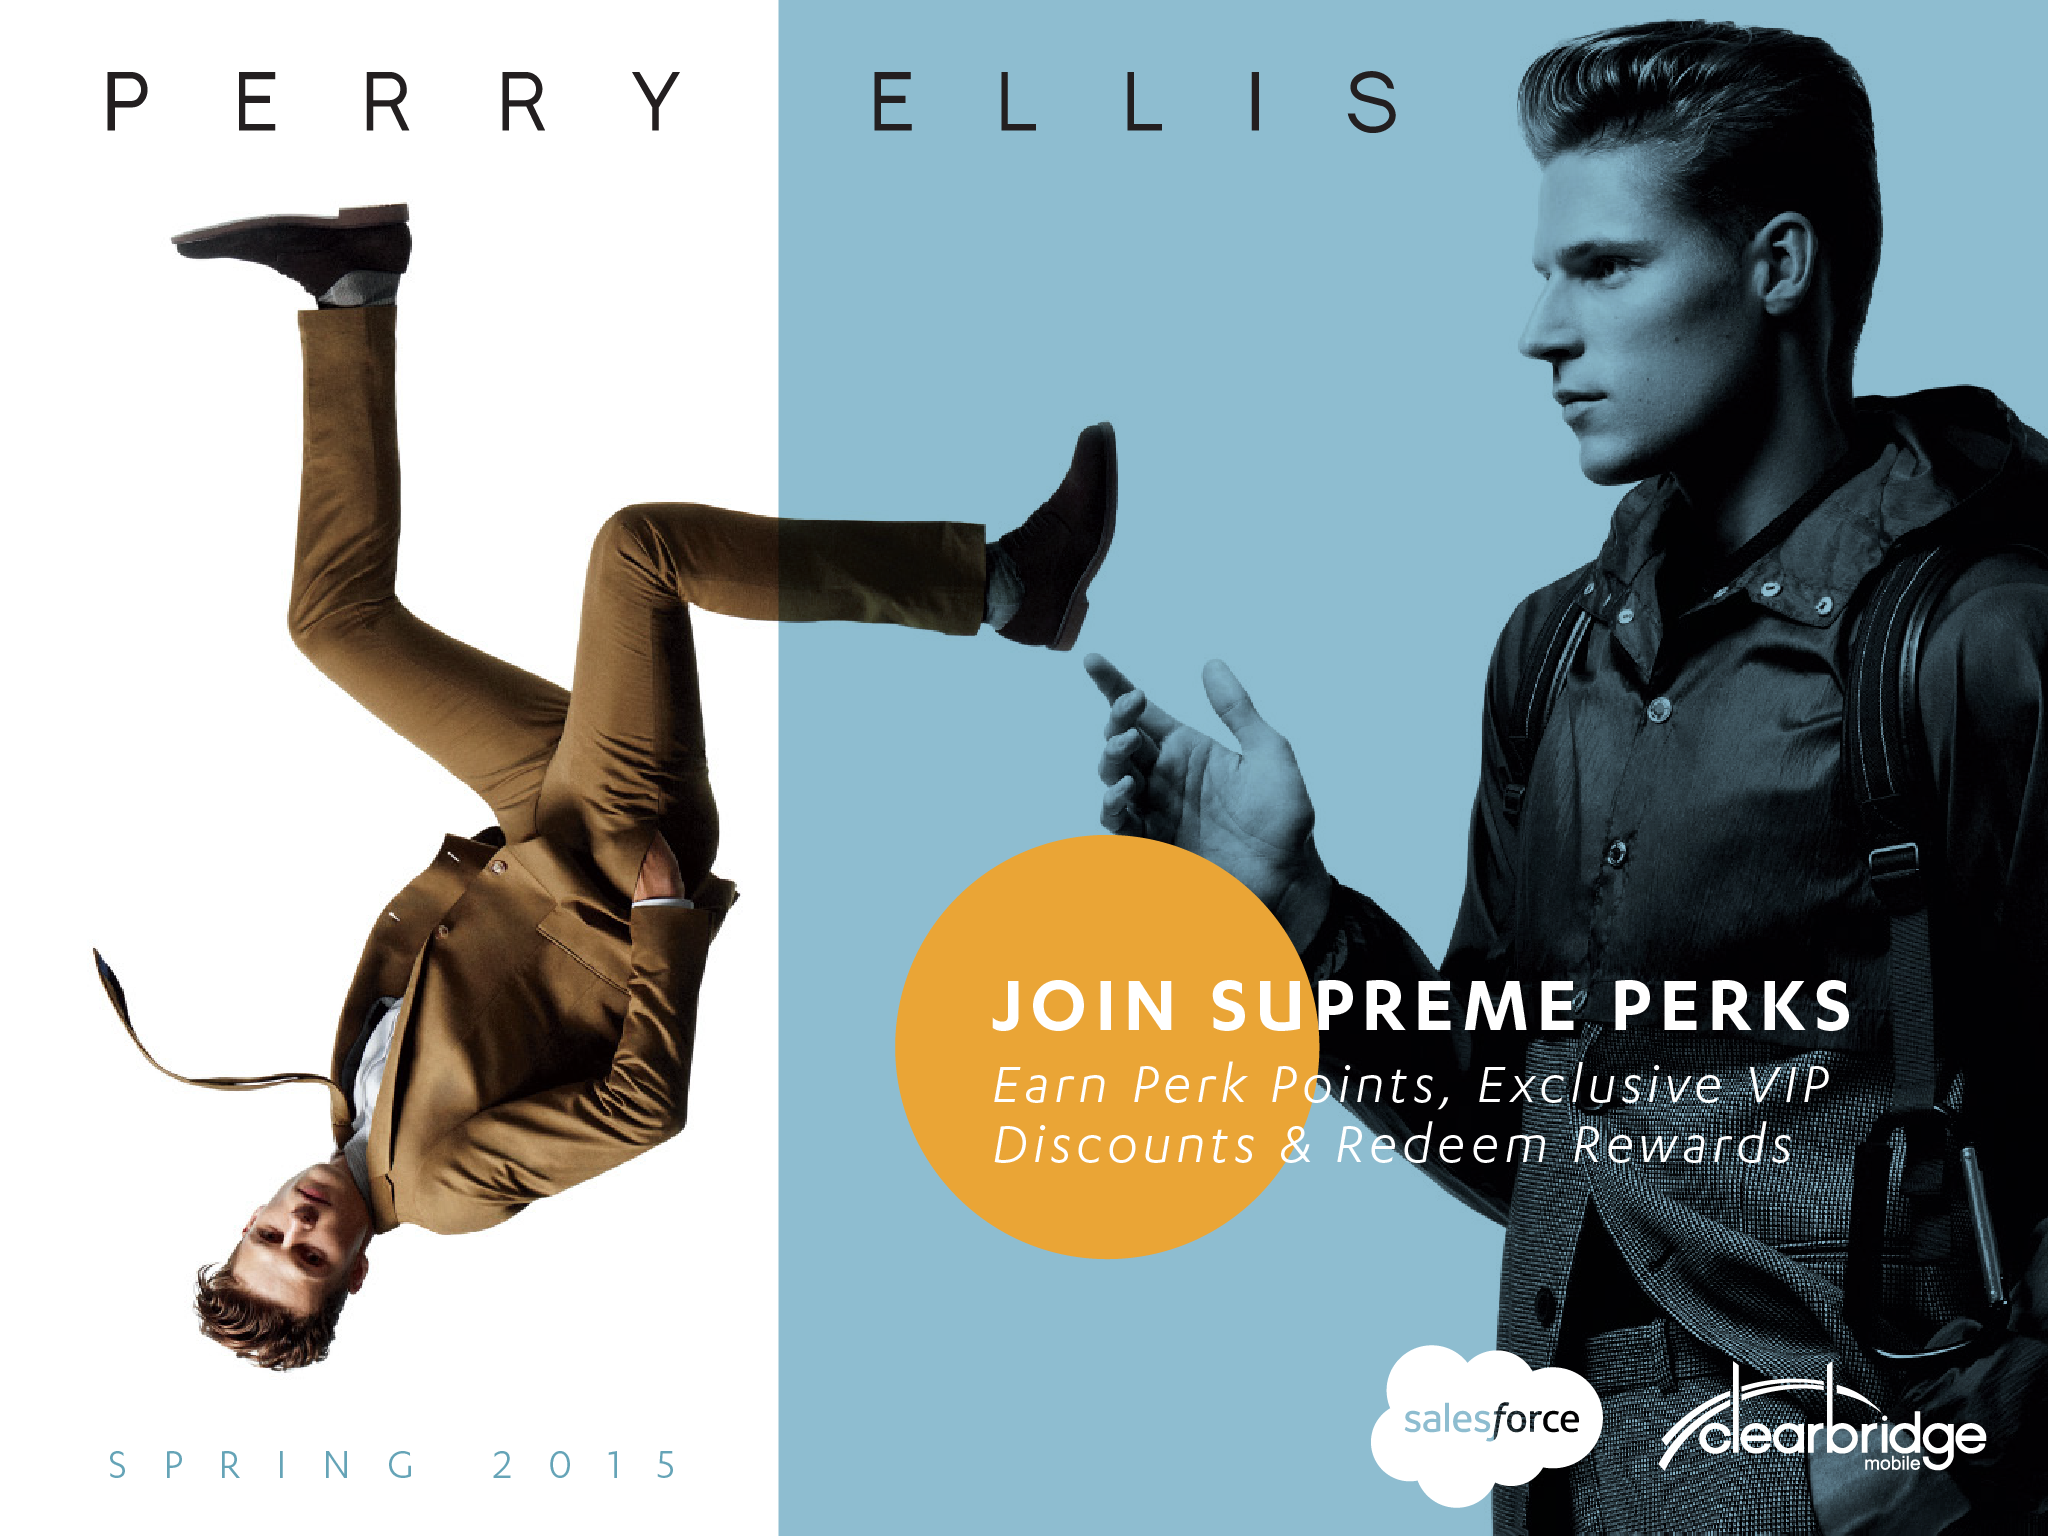 PERRY ELLIS
JOIN SUPREME PERKS
Earn Perk Points, Exclusive VIP
Discounts & Redeem Rewards
SPRING 2015
salesforce
clearbridge
mobile